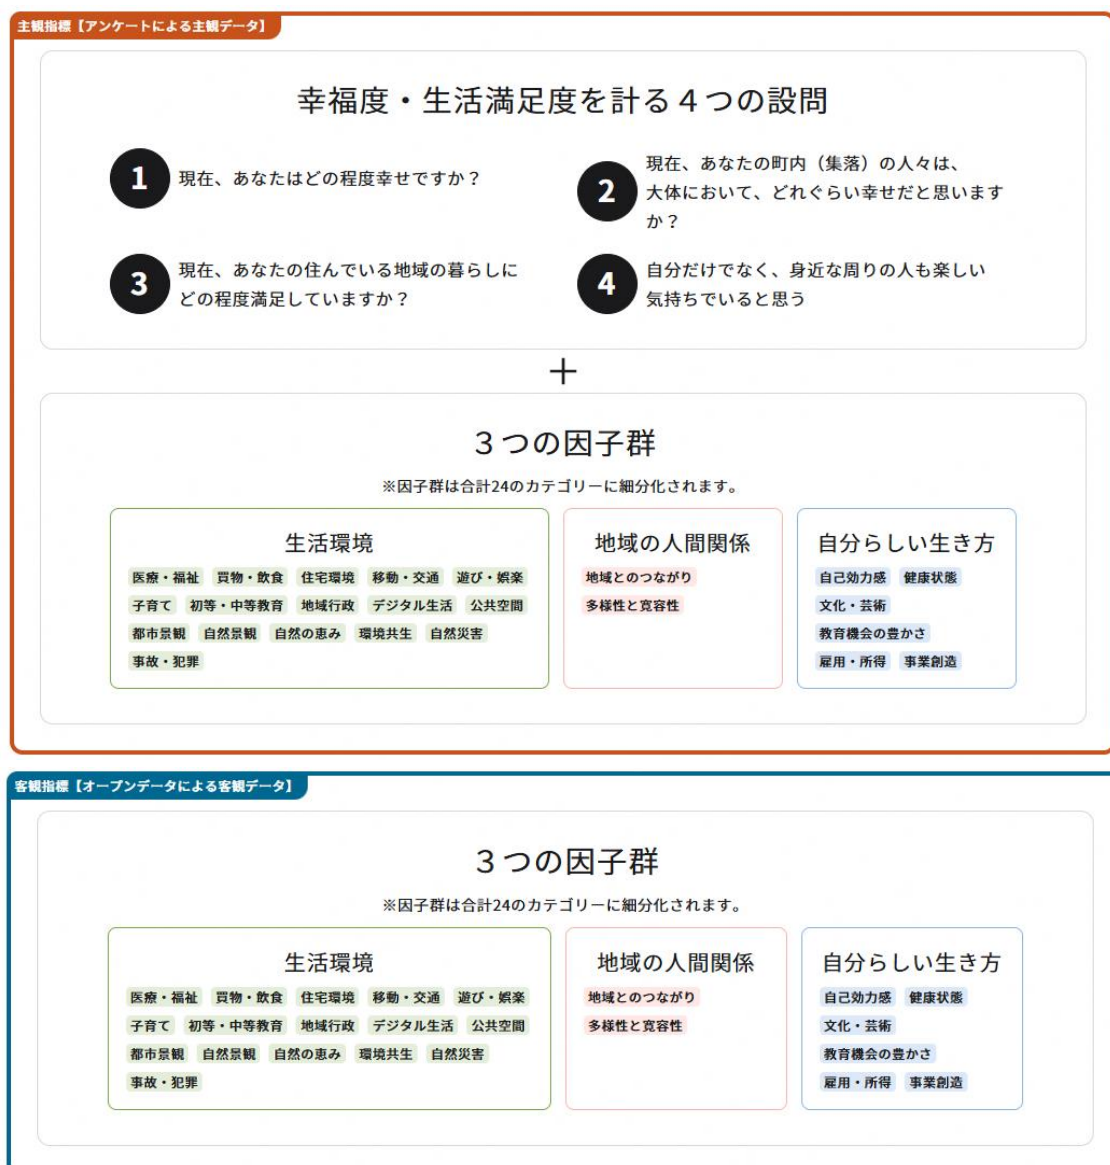 主観指標【アンケートによる主観データ】
幸福度・生活満足度を計る４つの設問
1 現在、あなたはどの程度幸せですか？
2 現在、あなたの町内（集落）の人々は、
大体において、どれぐらい幸せだと思います
か？
3 現在、あなたの住んでいる地域の暮らしに
どの程度満足していますか？
4 自分だけでなく、身近な周りの人も楽しい
気持ちでいると思う
＋
３つの因子群
※因子群は合計24のカテゴリーに細分化されます。
生活環境
医療・福祉 買物・飲食 住宅環境 移動・交通 遊び・娯楽
子育て 初等・中等教育 地域行政 デジタル生活 公共空間
都市景観 自然景観 自然の恵み 環境共生 自然災害
事故・犯罪
地域の人間関係
地域とのつながり
多様性と寛容性
自分らしい生き方
自己効力感 健康状態
文化・芸術
教育機会の豊かさ
雇用・所得 事業創造
客観指標【オープンデータによる客観データ】
３つの因子群
※因子群は合計24のカテゴリーに細分化されます。
生活環境
医療・福祉 買物・飲食 住宅環境 移動・交通 遊び・娯楽
子育て 初等・中等教育 地域行政 デジタル生活 公共空間
都市景観 自然景観 自然の恵み 環境共生 自然災害
事故・犯罪
地域の人間関係
地域とのつながり
多様性と寛容性
自分らしい生き方
自己効力感 健康状態
文化・芸術
教育機会の豊かさ
雇用・所得 事業創造